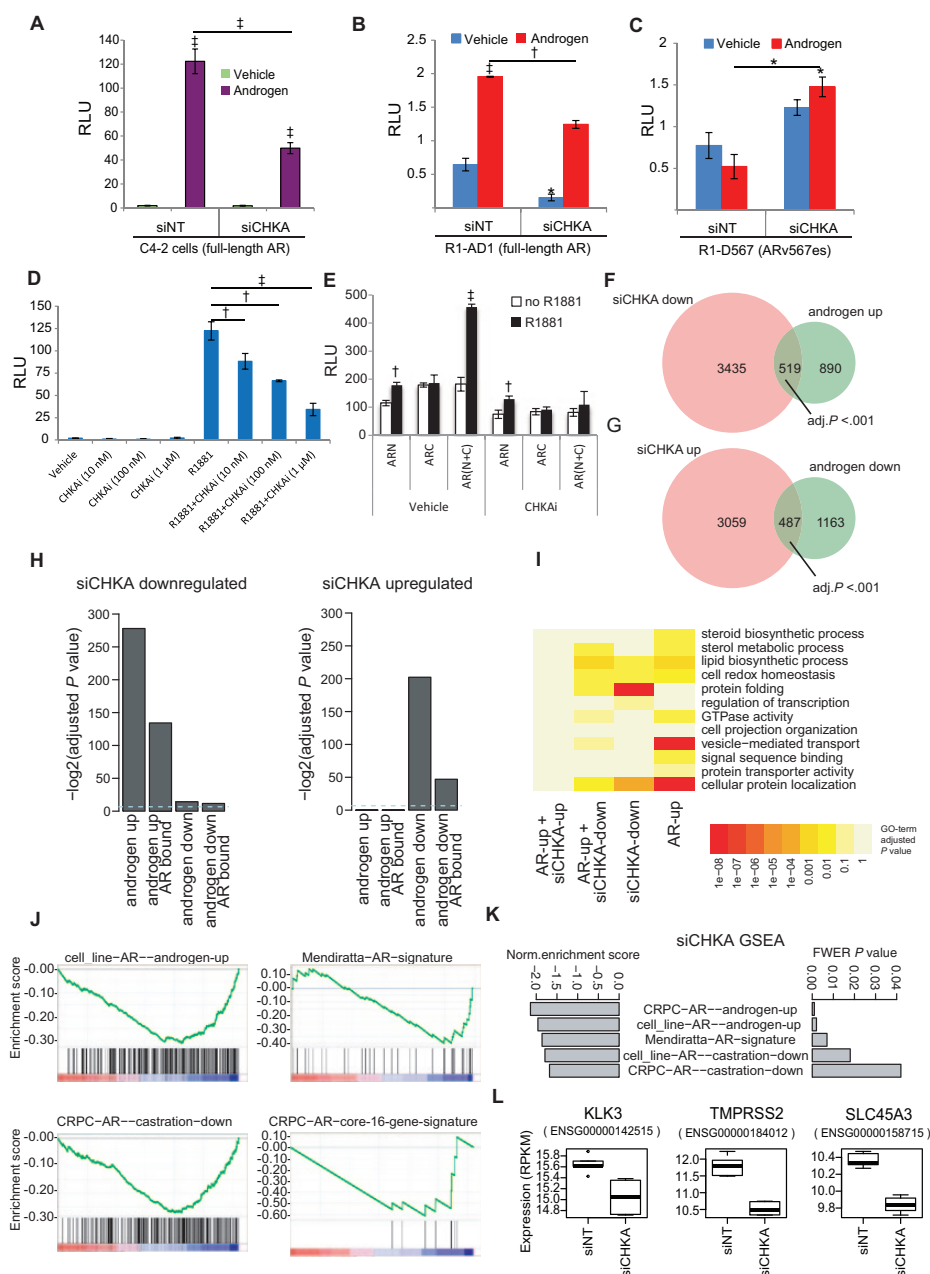 A
RLU
140
120
100
80
60
40
20
0
‡
‡
‡
Vehicle
Androgen
siNT
siCHKA
C4-2 cells (full-length AR)
B
Vehicle
Androgen
RLU
2.5
2
1.5
1
0.5
0
‡
†
*
siNT
siCHKA
R1-AD1 (full-length AR)
C
Vehicle
Androgen
RLU
2
1.5
1
0.5
*
*
siNT
siCHKA
R1-D567 (ARv567es)
D
RLU
150
125
100
75
50
25
0
‡
†
†
Vehicle
CHKAi (10 nM)
CHKAi (100 nM)
CHKAi (1 µM)
R1881
R1881+CHKAi (10 nM)
R1881+CHKAi (100 nM)
R1881+CHKAi (1 µM)
E
RLU
500
400
300
200
100
0
no R1881
R1881
†
‡
†
ARN
ARC
AR(N+C)
ARN
ARC
AR(N+C)
Vehicle
CHKAi
F
siCHKA down
androgen up
3435
519
890
adj.P <.001
G
siCHKA up
androgen down
3059
487
1163
adj.P <.001
H
siCHKA downregulated
−log2(adjusted P value)
300
250
200
150
100
50
0
androgen up
androgen up
AR bound
androgen down
androgen down
AR bound
siCHKA upregulated
−log2(adjusted P value)
300
250
200
150
100
50
0
androgen up
androgen up
AR bound
androgen down
androgen down
AR bound
I
steroid biosynthetic process
sterol metabolic process
lipid biosynthetic process
cell redox homeostasis
protein folding
regulation of transcription
GTPase activity
cell projection organization
vesicle−mediated transport
signal sequence binding
protein transporter activity
cellular protein localization
AR−up +
siCHKA−up
AR−up +
siCHKA−down
siCHKA−down
AR−up
GO-term
adjusted
P value
1e−08
1e−07
1e−06
1e−05
1e−04
0.001
0.01
0.1
1
J
cell_line−AR−−androgen−up
Enrichment score
-0.00
-0.10
-0.20
-0.30
Mendiratta−AR−signature
0.10
-0.00
-0.10
-0.20
-0.30
-0.40
CRPC−AR−−castration−down
Enrichment score
-0.00
-0.10
-0.20
-0.30
CRPC−AR−core−16−gene−signature
0.10
-0.00
-0.10
-0.20
-0.30
-0.40
-0.50
-0.60
K
siCHKA GSEA
Norm.enrichment score
-2.0
-1.5
-1.0
-0.5
0.0
FWER P value
0.00
0.01
0.02
0.03
0.04
CRPC−AR−−androgen−up
cell_line−AR−−androgen−up
Mendiratta−AR−signature
cell_line−AR−−castration−down
CRPC−AR−−castration−down
L
Expression (RPKM)
KLK3
( ENSG00000142515 )
15.6
15.4
15.2
15.0
14.8
siNT
siCHKA
TMPRSS2
( ENSG00000184012 )
12.0
11.5
11.0
10.5
siNT
siCHKA
SLC45A3
( ENSG00000158715 )
10.4
10.2
10.0
9.8
siNT
siCHKA